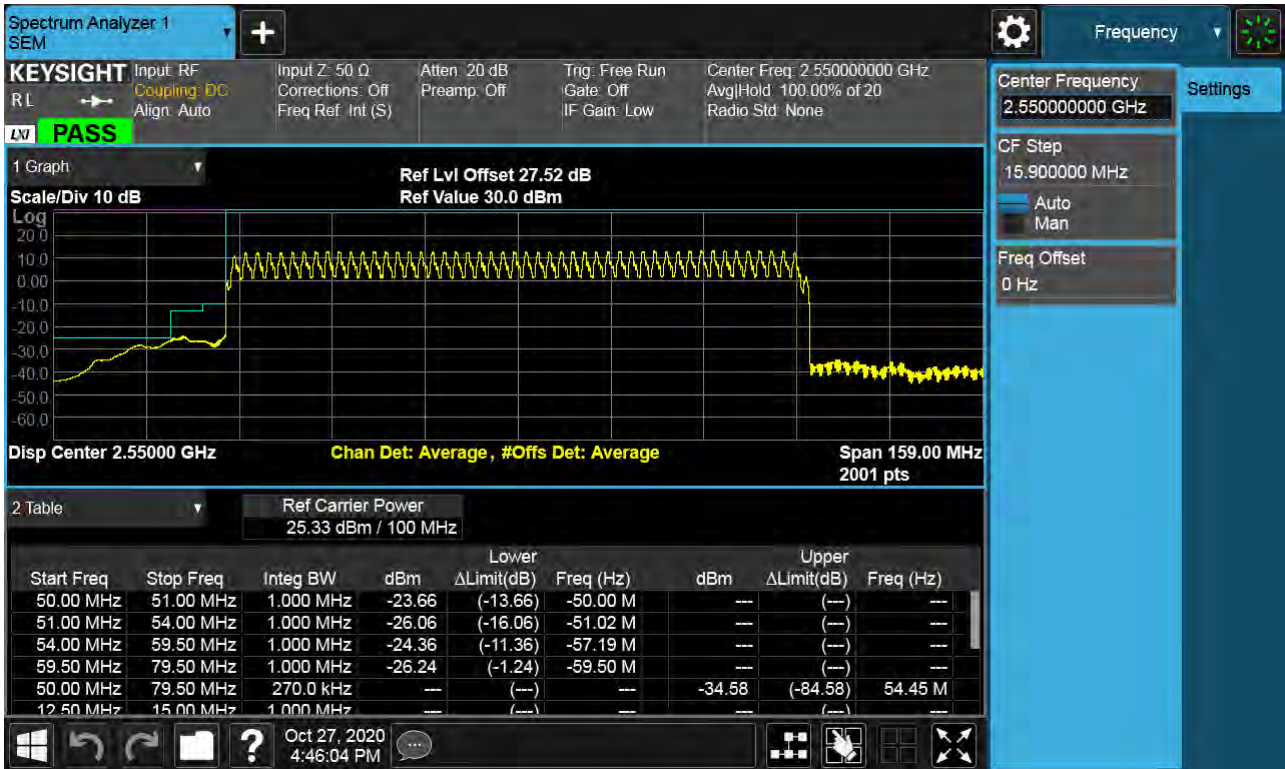 Spectrum Analyzer 1
SEM
Frequency
KEYSIGHT
RL
LXI
PASS
Input: RF
Coupling: DC
Align: Auto
Input Z: 50 Ω
Corrections: Off
Freq Ref: Int (S)
Atten: 20 dB
Preamp: Off
Trig: Free Run
Gate: Off
IF Gain: Low
Center Freq: 2.550000000 GHz
Avg|Hold: 100.00% of 20
Radio Std: None
Center Frequency
2.550000000 GHz
Settings
CF Step
15.900000 MHz
Auto
Man
Freq Offset
0 Hz
1 Graph
Scale/Div 10 dB
Ref Lvl Offset 27.52 dB
Ref Value 30.0 dBm
Log
20.0
10.0
0.00
-10.0
-20.0
-30.0
-40.0
-50.0
-60.0
Disp Center 2.55000 GHz
Chan Det: Average, #Offs Det: Average
Span 159.00 MHz
2001 pts
2 Table
Ref Carrier Power
25.33 dBm / 100 MHz
Lower Upper
Start Freq Stop Freq Integ BW dBm ΔLimit(dB) Freq (Hz) dBm ΔLimit(dB) Freq (Hz)
50.00 MHz 51.00 MHz 1.000 MHz -23.66 (-13.66) -50.00 M --- (---) ---
51.00 MHz 54.00 MHz 1.000 MHz -26.06 (-16.06) -51.02 M --- (---) ---
54.00 MHz 59.50 MHz 1.000 MHz -24.36 (-11.36) -57.19 M --- (---) ---
59.50 MHz 79.50 MHz 1.000 MHz -26.24 (-1.24) -59.50 M --- (---) ---
50.00 MHz 79.50 MHz 270.0 kHz --- (---) --- -34.58 (-84.58) 54.45 M
12.50 MHz 15.00 MHz 1.000 MHz --- (---) --- --- (---) ---
Oct 27, 2020
4:46:04 PM